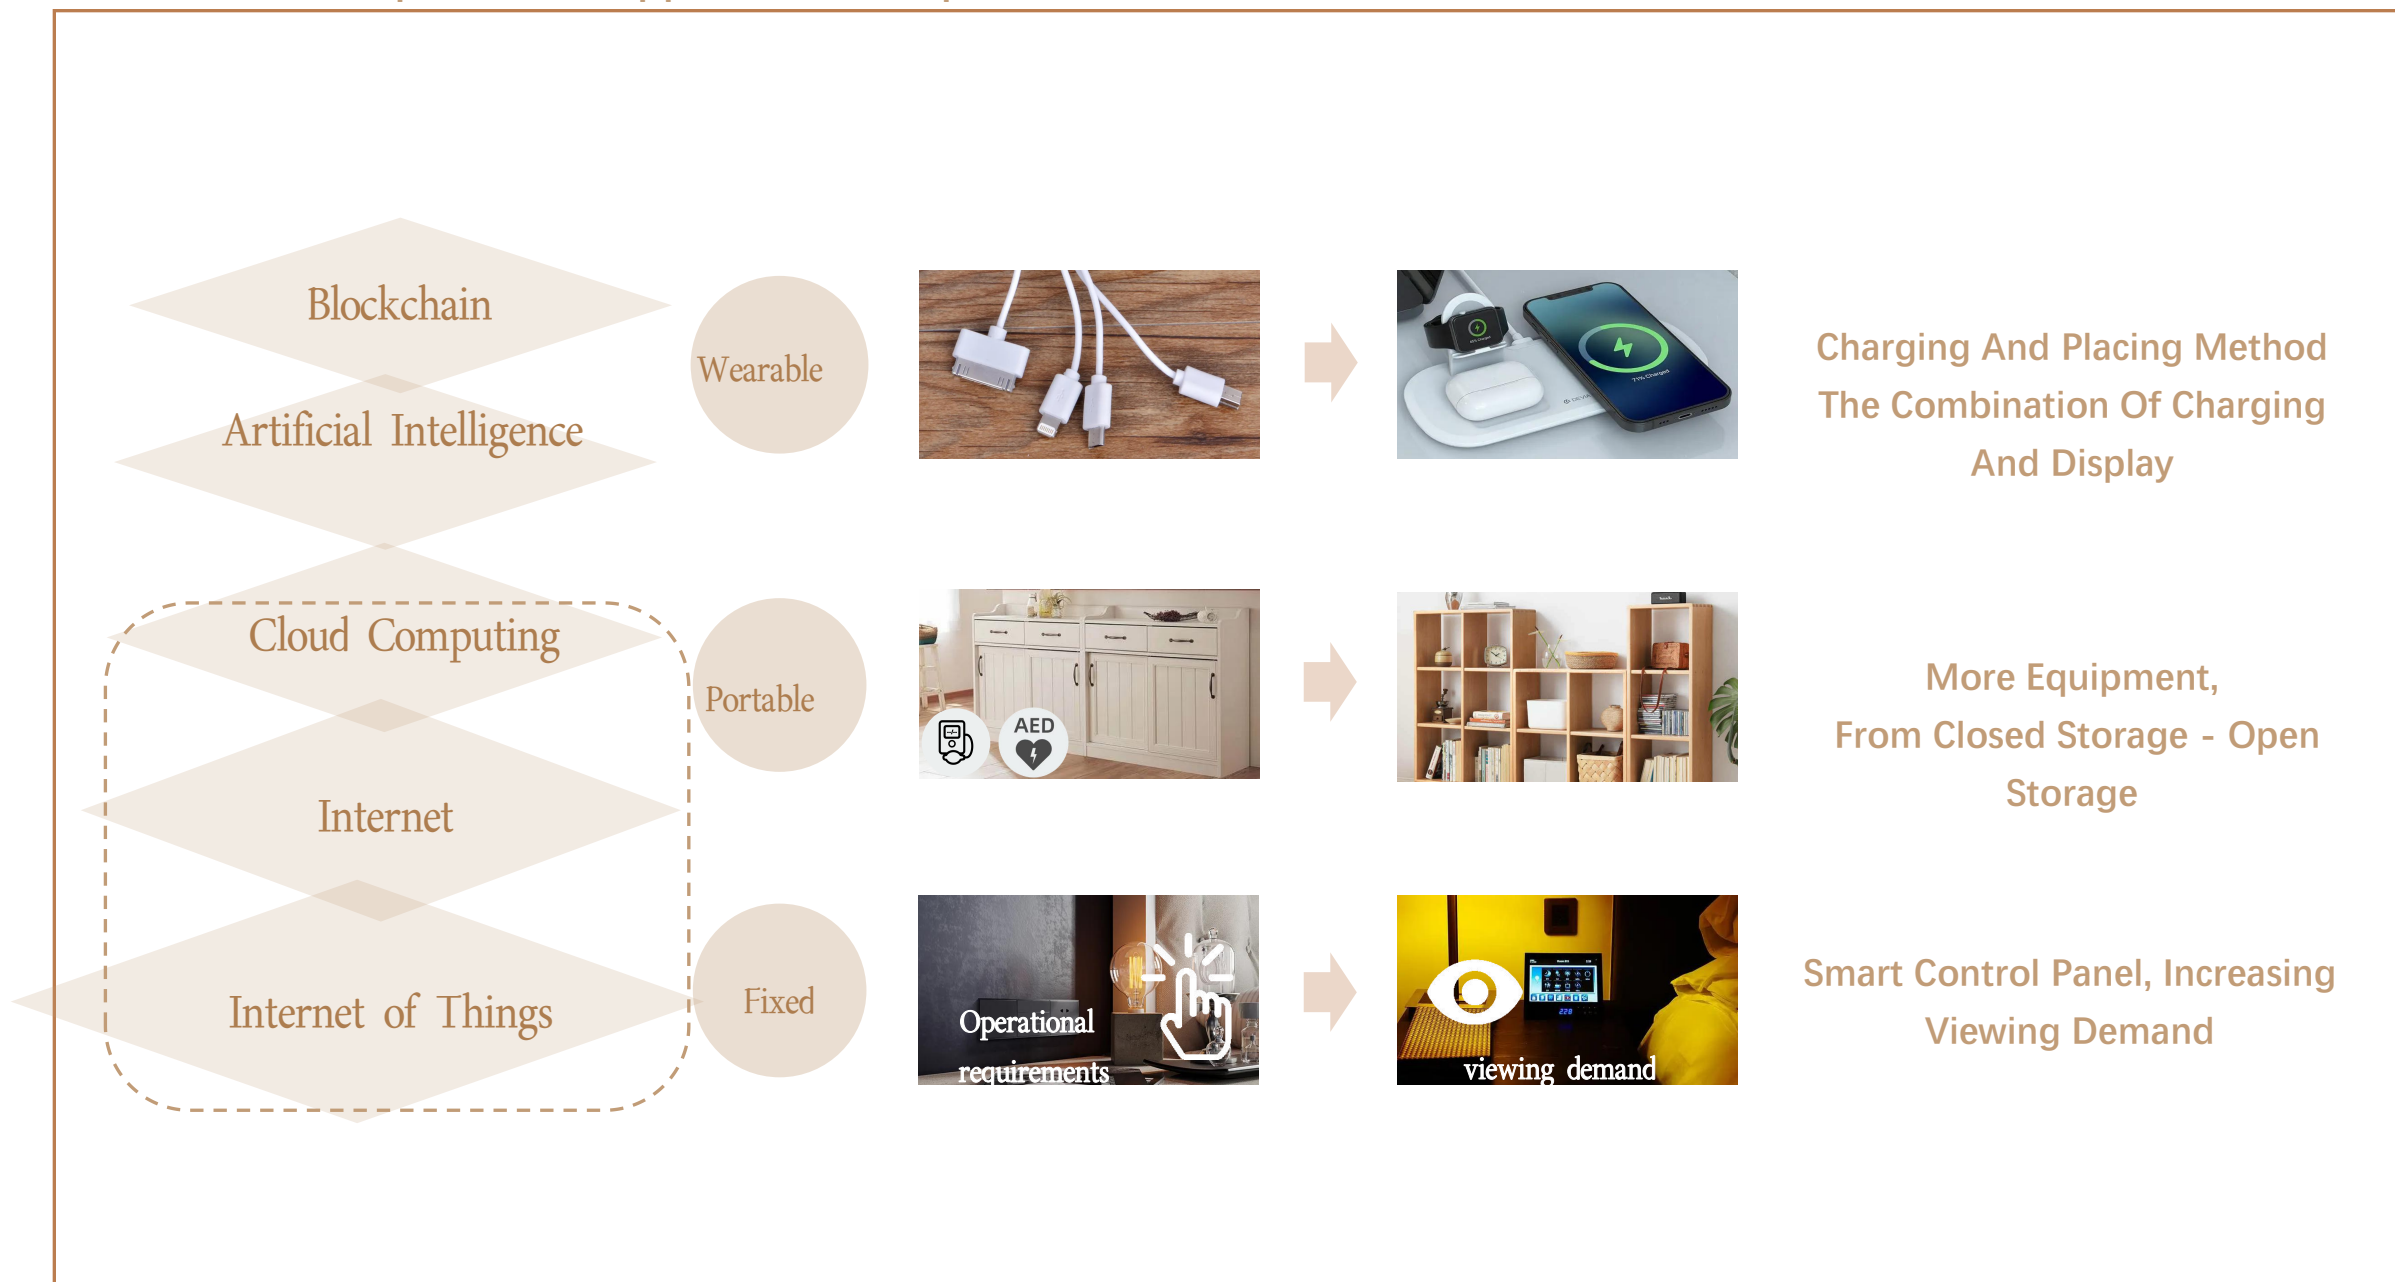 Blockchain
Artificial Intelligence
Cloud Computing
Internet
Internet of Things
Wearable
71% Charged
Charging And Placing Method
The Combination Of Charging
And Display
Portable
AED
More Equipment,
From Closed Storage - Open
Storage
Fixed
Operational
requirements
viewing demand
Smart Control Panel, Increasing
Viewing Demand